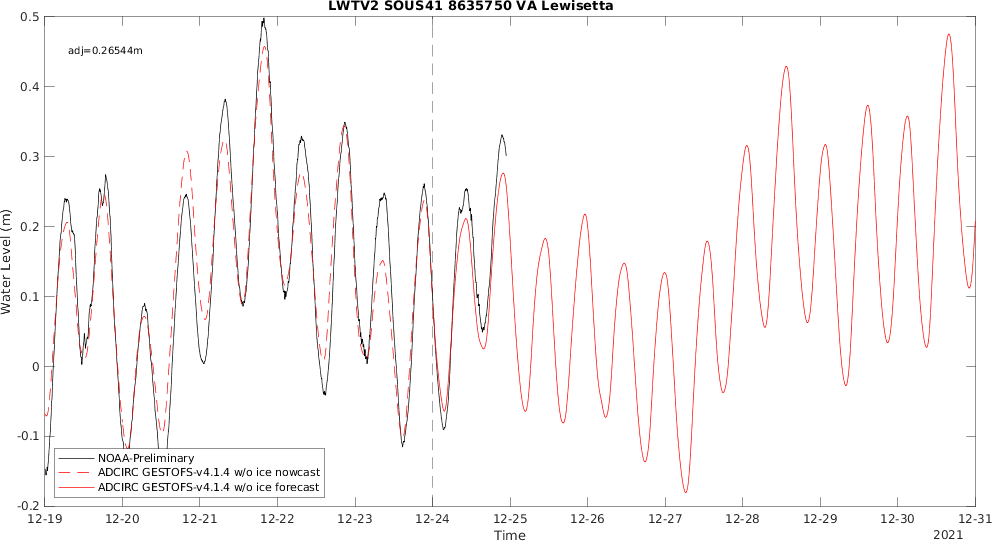 LWTV2 SOUS41 8635750 VA Lewisetta
adj=0.26544m
Water Level (m)
0.5
0.4
0.3
0.2
0.1
0
-0.1
-0.2
NOAA-Preliminary
ADCIRC GESTOFS-v4.1.4 w/o ice nowcast
ADCIRC GESTOFS-v4.1.4 w/o ice forecast
12-19 12-20 12-21 12-22 12-23 12-24 12-25 12-26 12-27 12-28 12-29 12-30 12-31
Time
2021